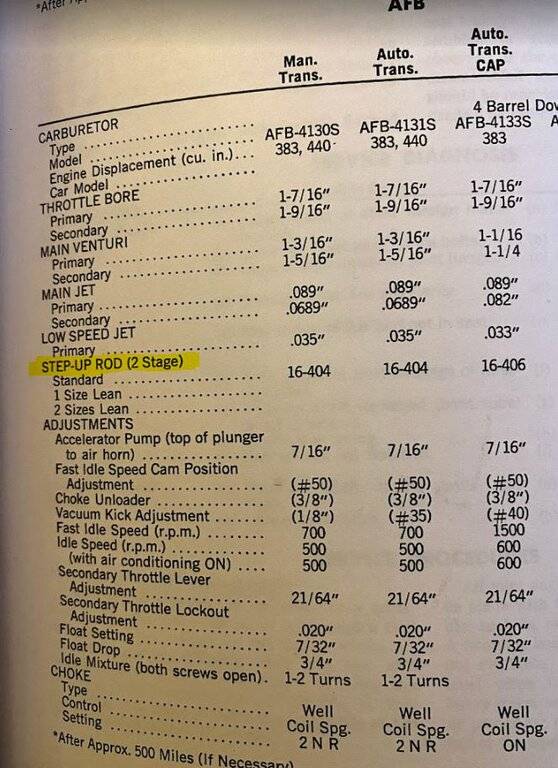 *After
AFB
Man. Trans. Auto. Trans. Auto. Trans. CAP
4 Barrel Dow
CARBURETOR
Type
Model AFB-4130S AFB-4131S AFB-4133S A
Engine Displacement (cu. in.) 383, 440 383, 440 383
Car Model
THROTTLE BORE
Primary 1-7/16" 1-7/16" 1-7/16"
Secondary 1-9/16" 1-9/16" 1-9/16"
MAIN VENTURI
Primary 1-3/16" 1-3/16" 1-1/16
Secondary 1-5/16" 1-5/16" 1-1/4
MAIN JET
Primary .089" .089" .089"
Secondary .0689" .0689" .082"
LOW SPEED JET
Primary .035" .035" .033"
STEP-UP ROD (2 Stage)
Standard 16-404 16-404 16-406
1 Size Lean
2 Sizes Lean
ADJUSTMENTS
Accelerator Pump (top of plunger
to air horn) 7/16" 7/16" 7/16"
Fast Idle Speed Cam Position
Adjustment (#50) (#50) (#50)
Choke Unloader (3/8") (3/8") (3/8")
Vacuum Kick Adjustment (1/8") (#35) (#40)
Fast Idle Speed (r.p.m.) 700 700 1500
Idle Speed (r.p.m.) 500 500 600
(with air conditioning ON) 500 500 600
Secondary Throttle Lever
Adjustment 21/64" 21/64" 21/64"
Secondary Throttle Lockout
Adjustment .020" .020" .020"
Float Setting 7/32" 7/32" 7/32"
Float Drop 3/4" 3/4" 3/4"
Idle Mixture (both screws open). 1-2 Turns 1-2 Turns
CHOKE
Type Well Well Well
Control Coil Spg. Coil Spg. Coil Spg.
Setting 2 N R 2 N R ON
*After Approx. 500 Miles (If Necessary)